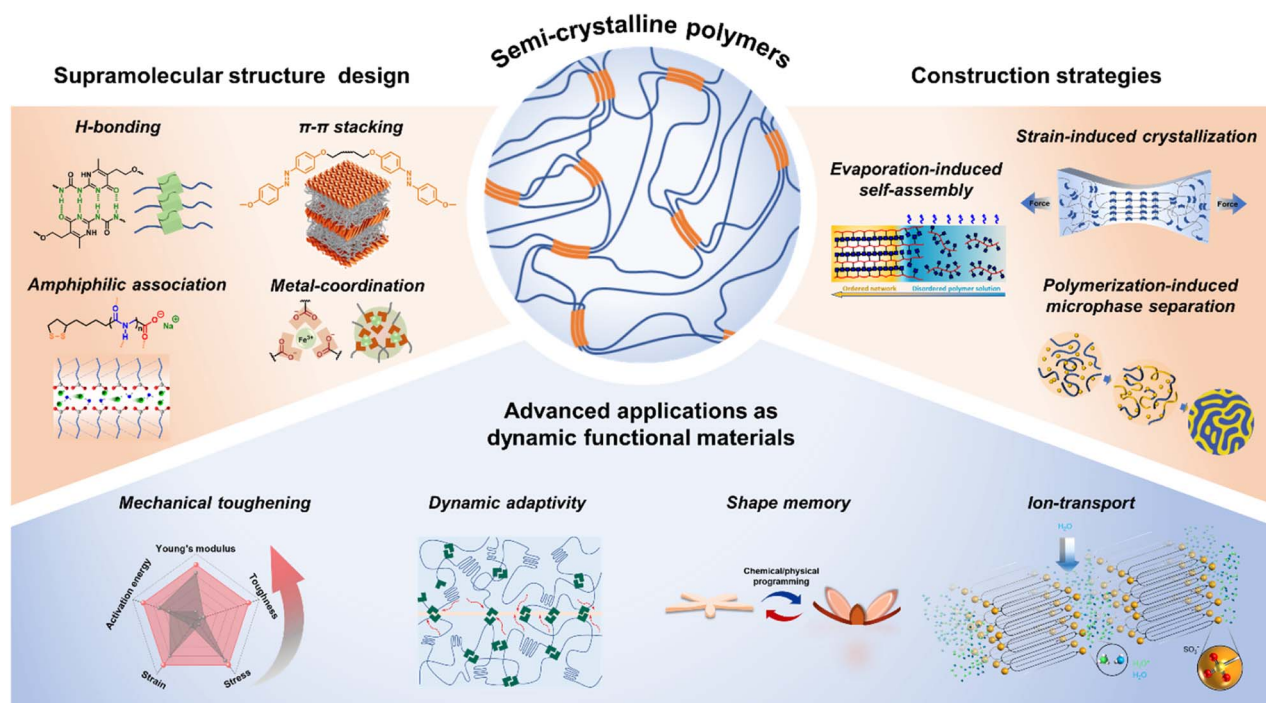 Semi-crystalline polymers
Supramolecular structure design
Construction strategies
H-bonding
π-π stacking
Amphiphilic association
Metal-coordination
Fe³⁺
Na⊕
Evaporation-induced
self-assembly
Ordered network
Disordered polymer solution
Strain-induced crystallization
Force
Force
Polymerization-induced
microphase separation
Advanced applications as
dynamic functional materials
Mechanical toughening
Young's modulus
Toughness
Stress
Strain
Activation energy
Dynamic adaptivity
Shape memory
Chemical/physical
programming
Ion-transport
H₂O
H₂O
SO₃⁻